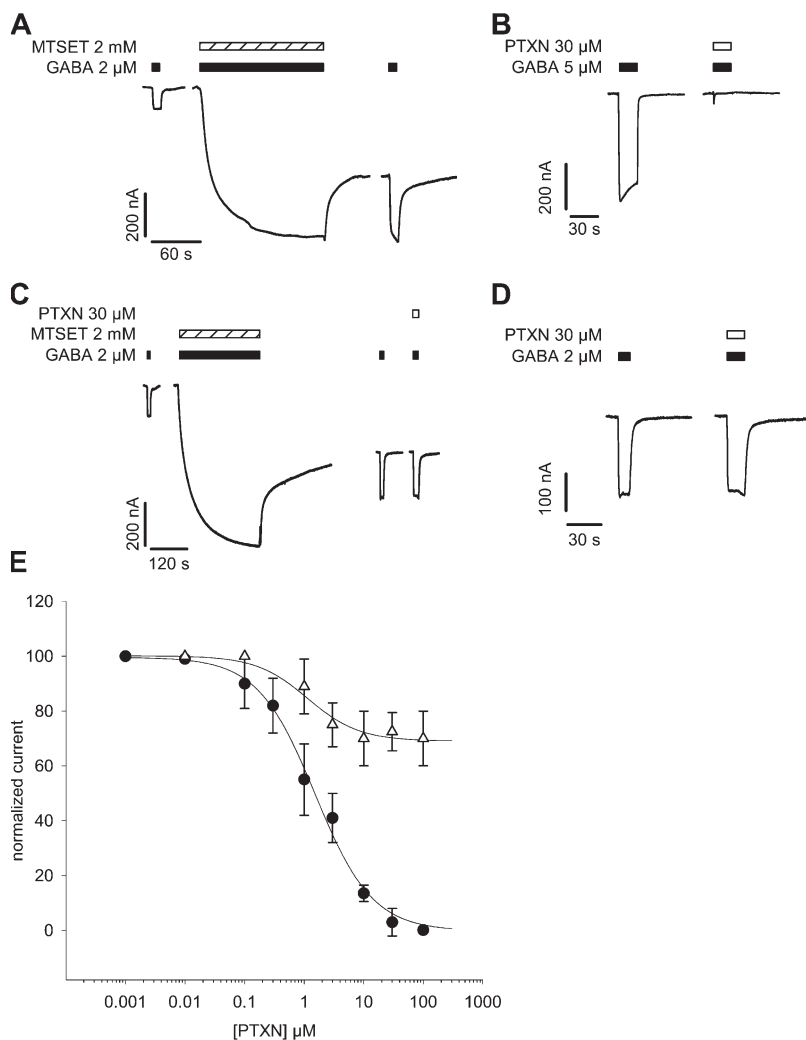 A
MTSET 2 mM
GABA 2 µM
200 nA
60 s
B
PTXN 30 µM
GABA 5 µM
200 nA
30 s
C
PTXN 30 µM
MTSET 2 mM
GABA 2 µM
200 nA
120 s
D
PTXN 30 µM
GABA 2 µM
100 nA
30 s
E
120
100
80
60
40
20
0
normalized current
0.001 0.01 0.1 1 10 100 1000
[PTXN] µM